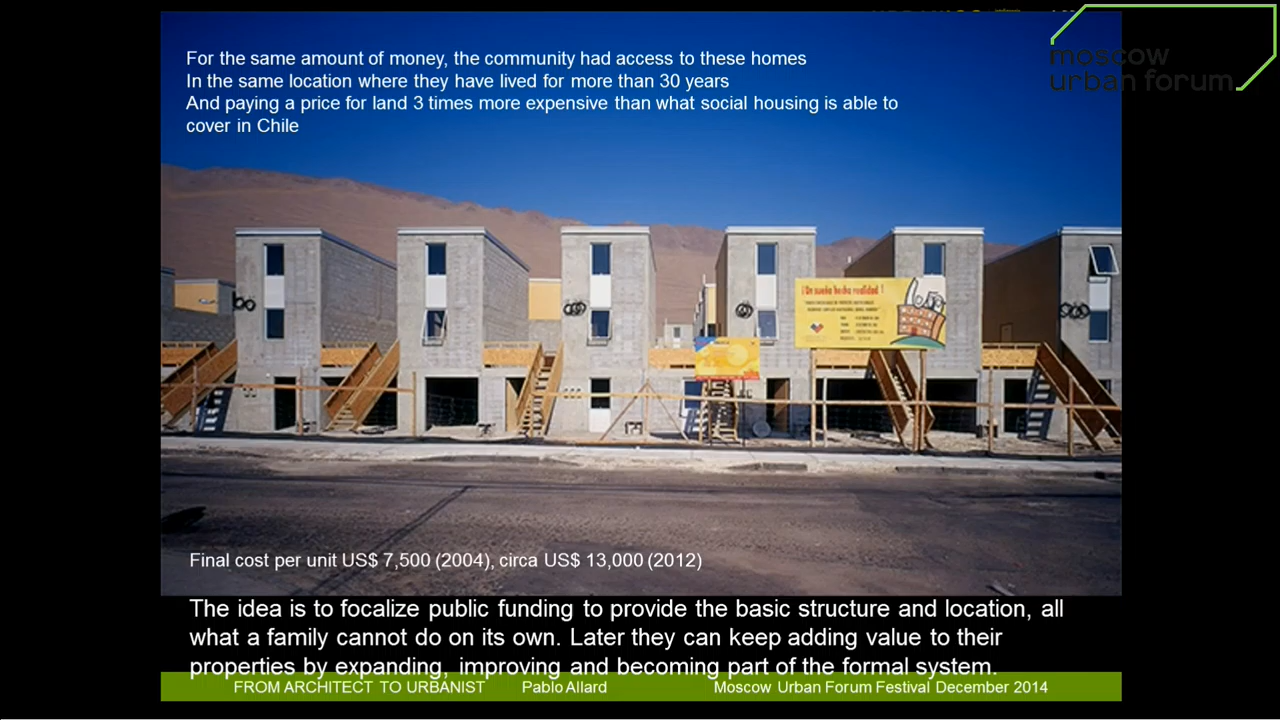 moscow
urban forum
For the same amount of money, the community had access to these homes
In the same location where they have lived for more than 30 years
And paying a price for land 3 times more expensive than what social housing is able to
cover in Chile
¡Un sueño hecho realidad!
Final cost per unit US$ 7,500 (2004), circa US$ 13,000 (2012)
The idea is to focalize public funding to provide the basic structure and location, all
what a family cannot do on its own. Later they can keep adding value to their
properties by expanding, improving and becoming part of the formal system.
FROM ARCHITECT TO URBANIST Pablo Allard Moscow Urban Forum Festival December 2014